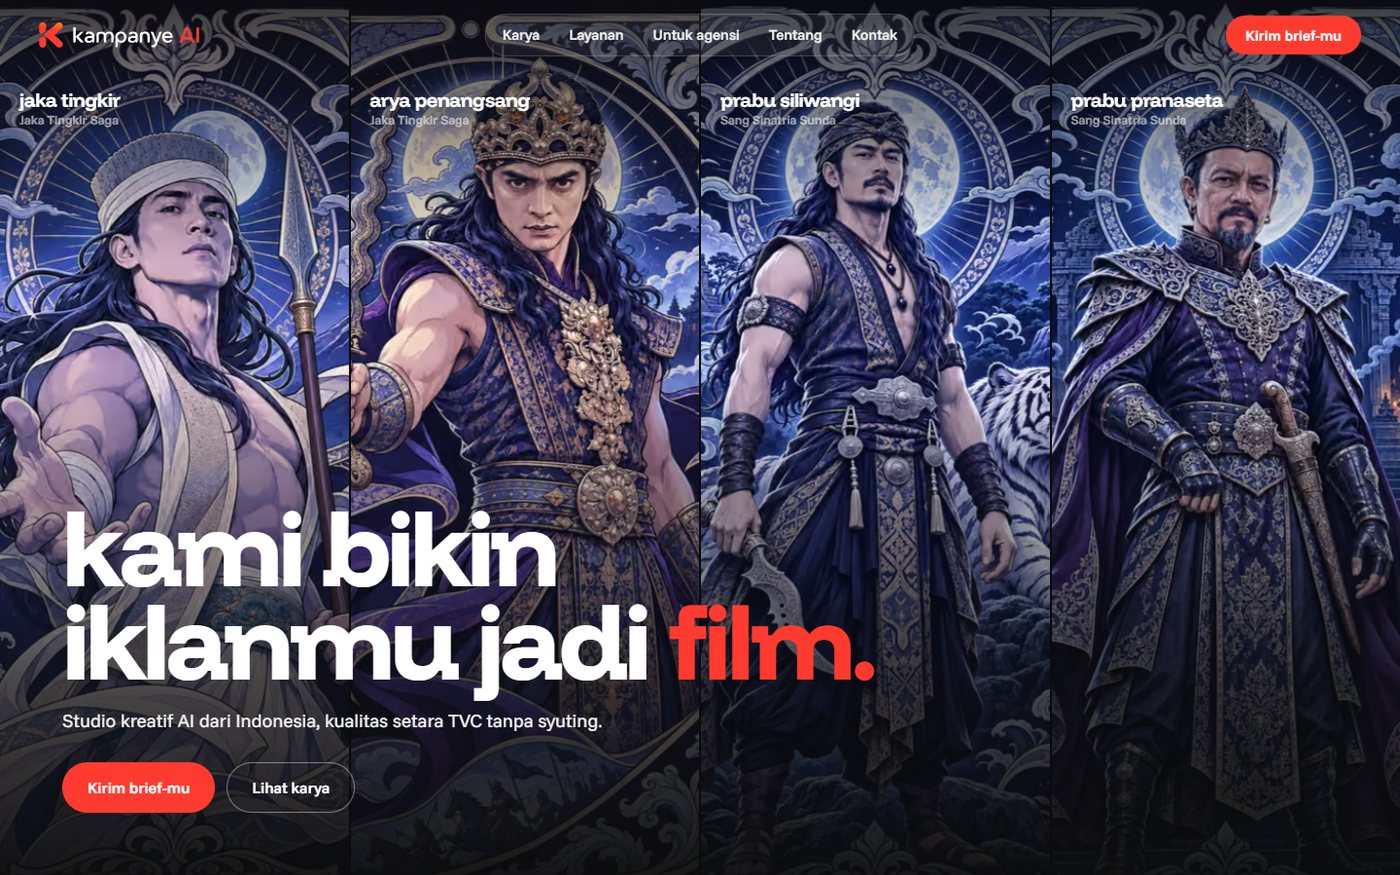 kampanye AI
Karya
Layanan
Untuk agensi
Tentang
Kontak
Kirim brief-mu
jaka tingkir
Jaka Tingkir Saga
arya penangsang
Jaka Tingkir Saga
prabu siliwangi
Sang Sinatria Sunda
prabu pranaseta
Sang Sinatria Sunda
kami bikin
iklanmu jadi film.
Studio kreatif AI dari Indonesia, kualitas setara TVC tanpa syuting.
Kirim brief-mu
Lihat karya